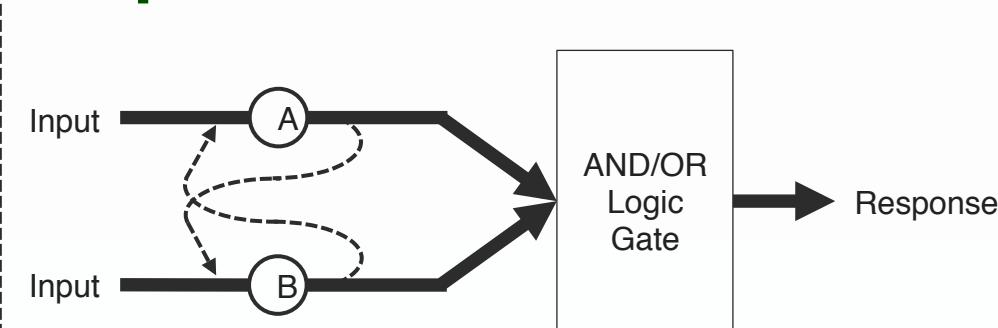 Input
A
AND/OR
Logic
Gate
Response
Input
B